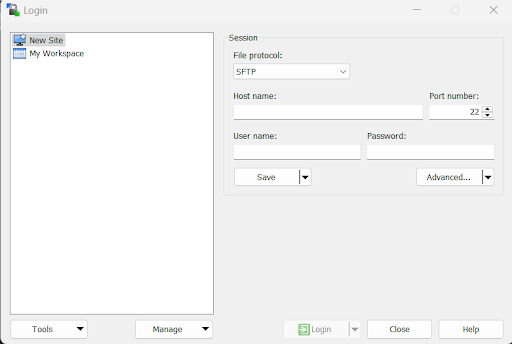 Login
New Site
My Workspace
Session
File protocol:
SFTP
Host name:
Port number:
22
User name:
Password:
Save
Advanced...
Tools
Manage
Login
Close
Help